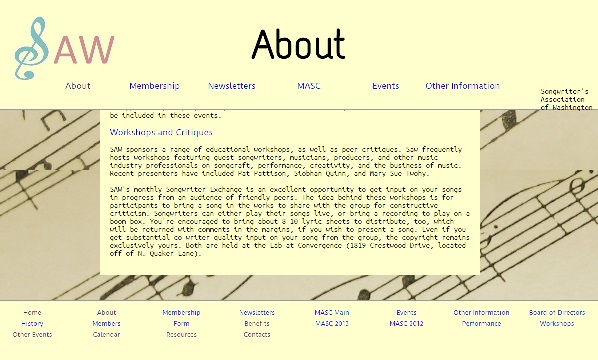 SAW
About
About Membership Newsletters MASC Events Other Information
Songwriter's
Association
of Washington
be included in these events.
Workshops and Critiques
SAW sponsors a range of educational workshops, as well as peer critiques. Saw frequently
hosts workshops featuring guest songwriters, musicians, producers, and other music
industry professionals on songcraft, performance, creativity, and the business of music.
Recent presenters have included Pat Pattison, Siobhan Quinn, and Mary Sue Twohy.
SAW's monthly Songwriter Exchange is an excellent opportunity to get input on your songs
in progress from an audience of friendly peers. The idea behind these workshops is for
participants to bring a song in the works to share with the group for constructive
criticism. Songwriters can either play their songs live, or bring a recording to play on a
boom box. You're encouraged to bring about 8-10 lyric sheets to distribute, too, which
will be returned with comments in the margins, if you wish to present a song. Even if you
get substantial co-writer quality input on your song from the group, the copyright remains
exclusively yours. Both are held at the Lab at Convergence (1819 Crestwood Drive, located
off of N. Quaker Lane).
Home About Membership Newsletters MASC Main Events Other Information Board of Directors
History Members Form Benefits MASC 2013 MASC 2012 Performance Workshops
Other Events Calendar Resources Contacts